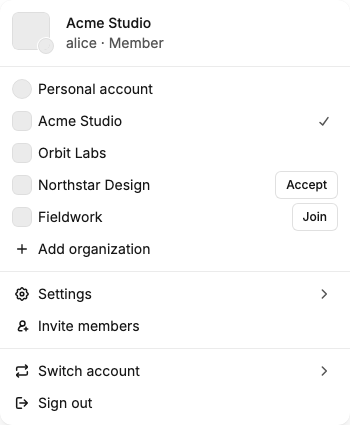 Acme Studio
alice · Member
Personal account
Acme Studio
Orbit Labs
Northstar Design Accept
Fieldwork Join
Add organization
Settings
Invite members
Switch account
Sign out